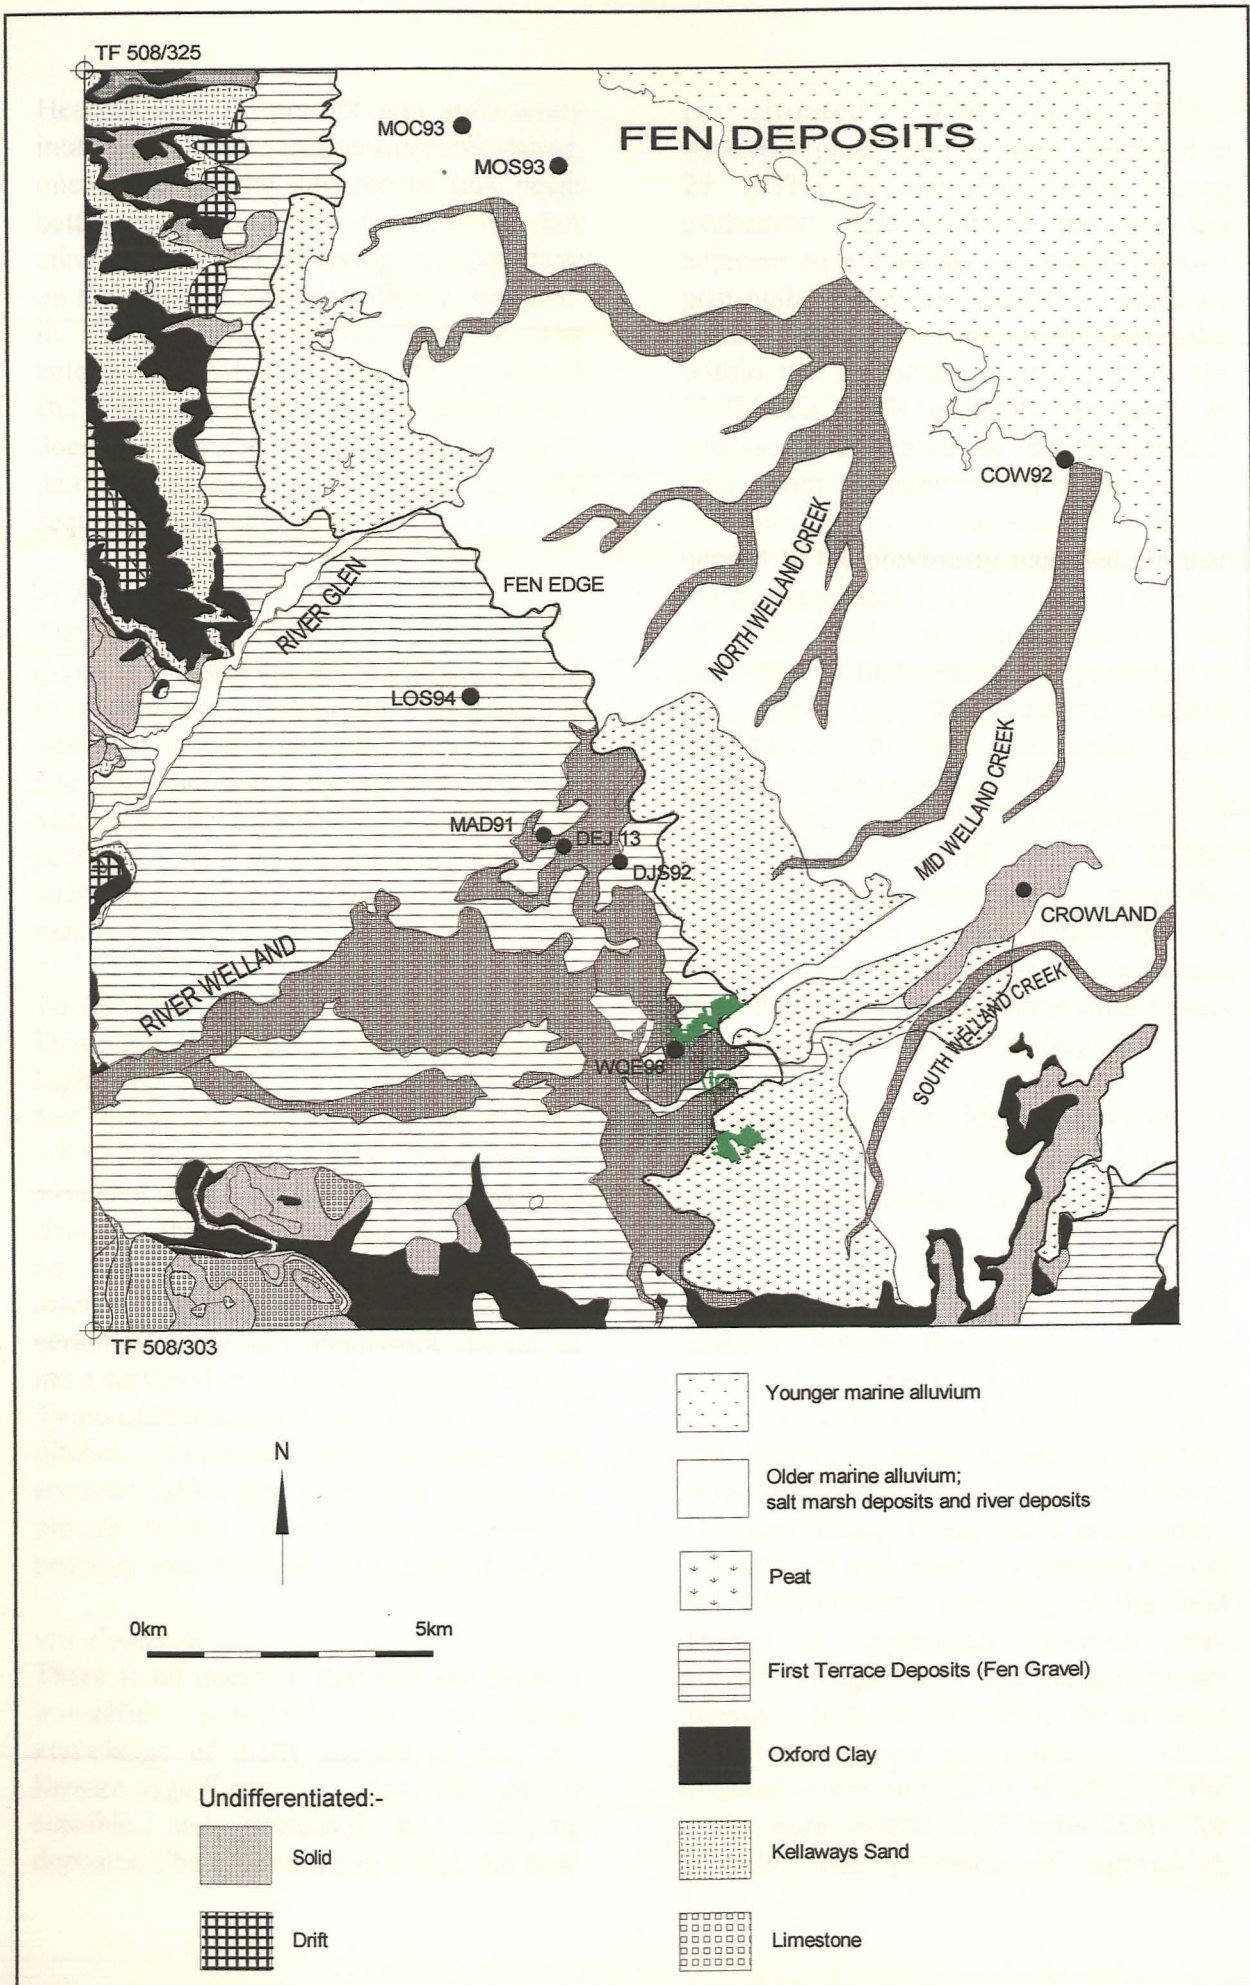 TF 508/325
MOC93
FEN DEPOSITS
MOS93
COW92
NORTH WELLAND CREEK
FEN EDGE
RIVER GLEN
LOS94
MID WELLAND CREEK
MAD91
DEJ 13
DJS92
CROWLAND
RIVER WELLAND
SOUTH WELLAND CREEK
TF 508/303
Younger marine alluvium
N
Older marine alluvium;
salt marsh deposits and river deposits
Peat
0km 5km
First Terrace Deposits (Fen Gravel)
Oxford Clay
Undifferentiated:-
Solid
Kellaways Sand
Drift
Limestone